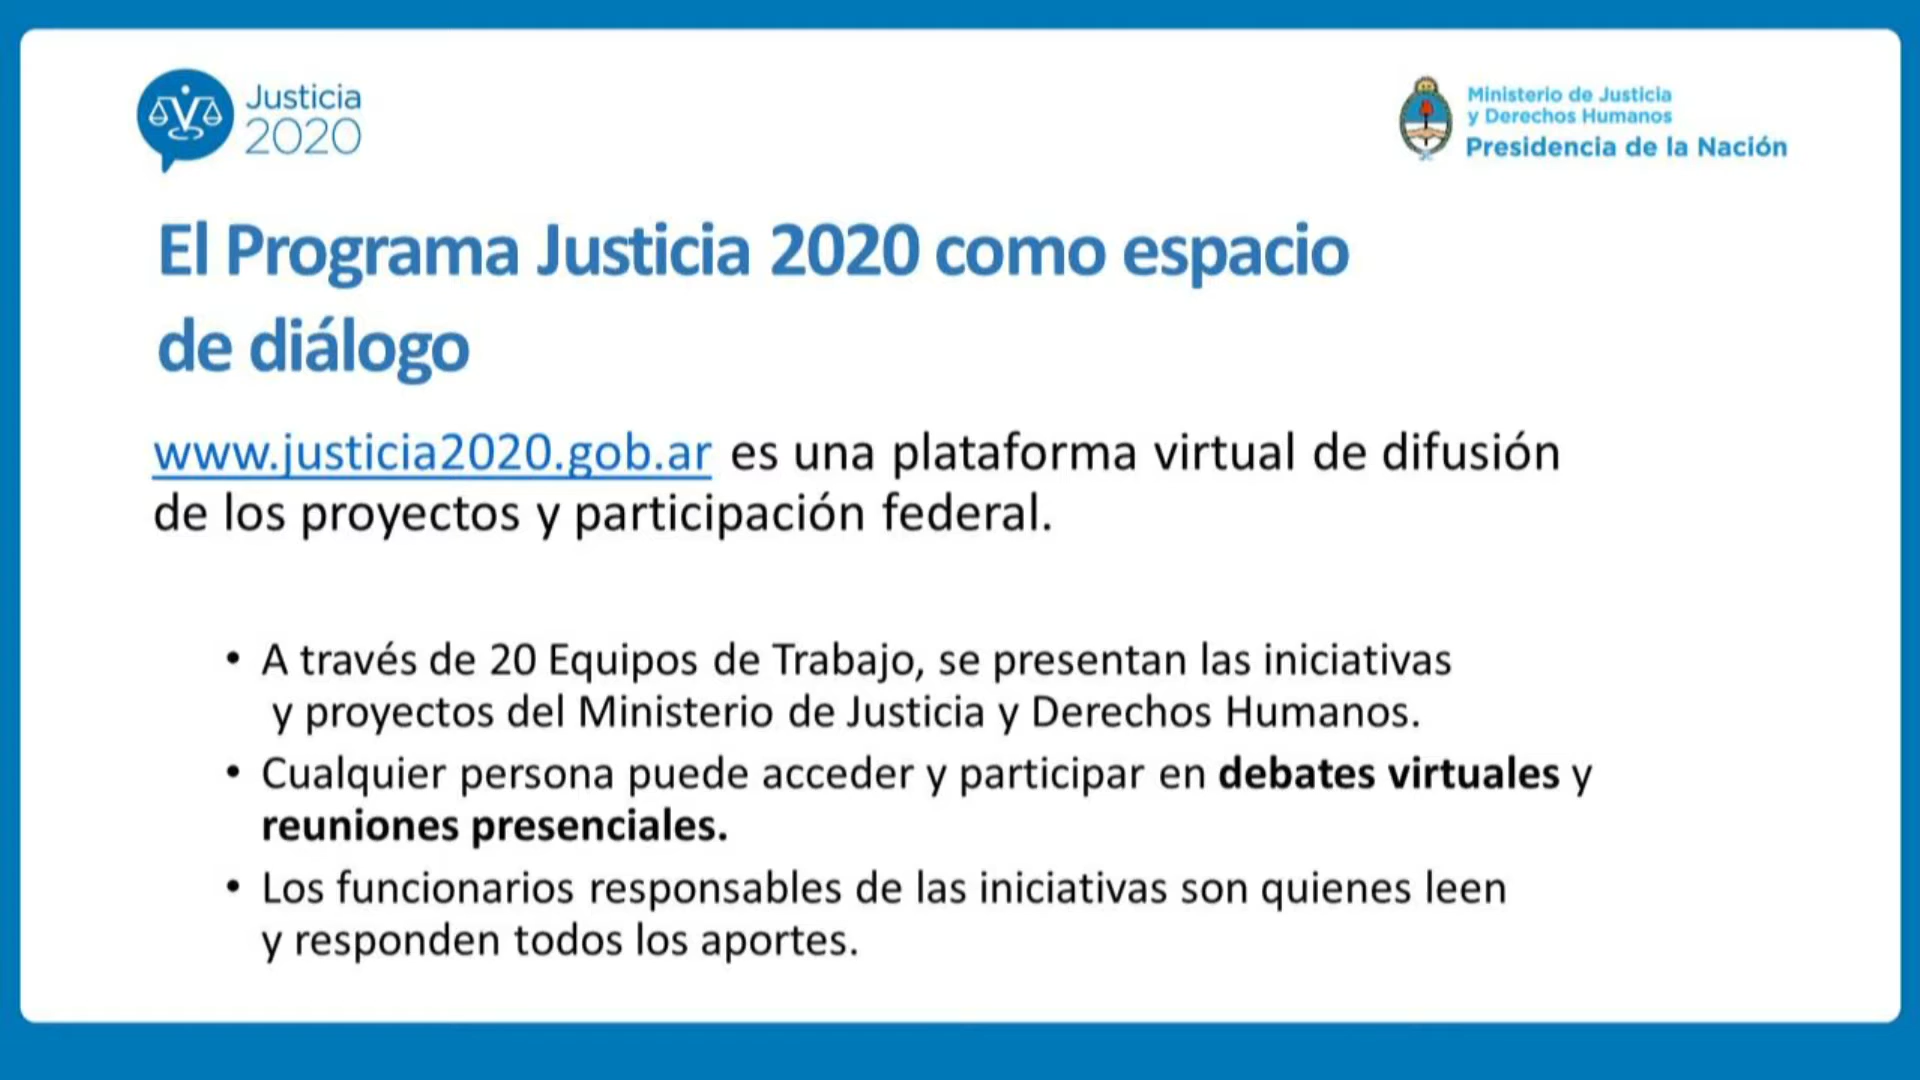 Justicia
2020
Ministerio de Justicia
y Derechos Humanos
Presidencia de la Nación
El Programa Justicia 2020 como espacio
de diálogo
www.justicia2020.gob.ar es una plataforma virtual de difusión
de los proyectos y participación federal.
• A través de 20 Equipos de Trabajo, se presentan las iniciativas
y proyectos del Ministerio de Justicia y Derechos Humanos.
• Cualquier persona puede acceder y participar en debates virtuales y
reuniones presenciales.
• Los funcionarios responsables de las iniciativas son quienes leen
y responden todos los aportes.